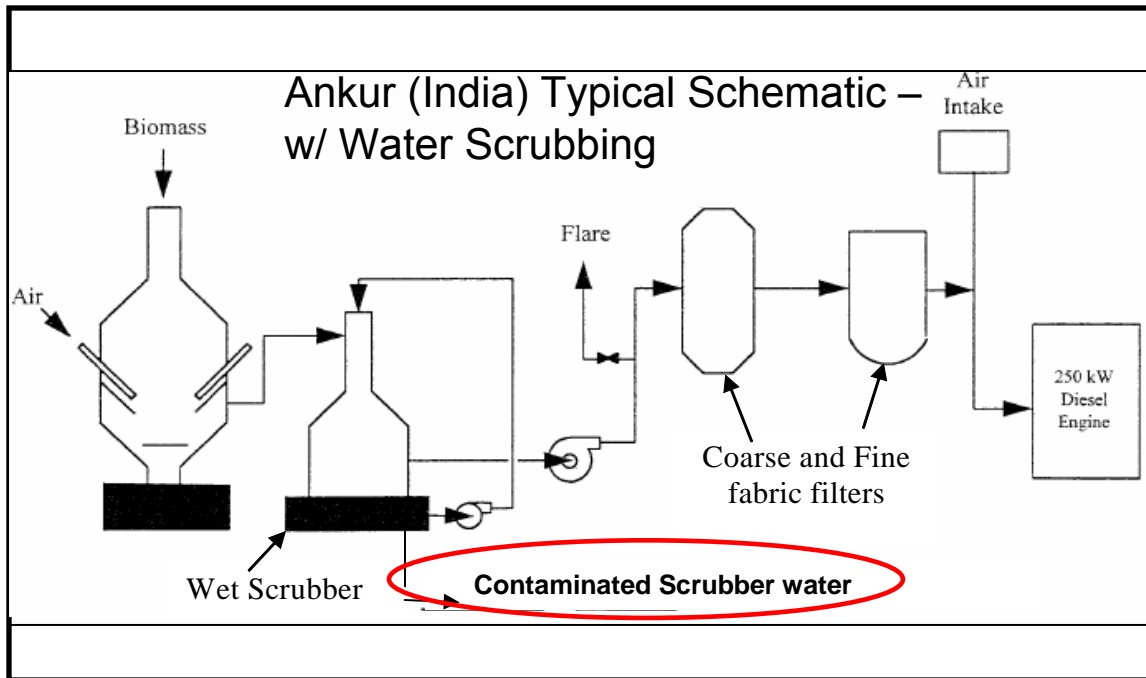 Ankur (India) Typical Schematic –
w/ Water Scrubbing
Air
Intake
Biomass
Flare
Air
250 kW
Diesel
Engine
Coarse and Fine
fabric filters
Wet Scrubber
Contaminated Scrubber water